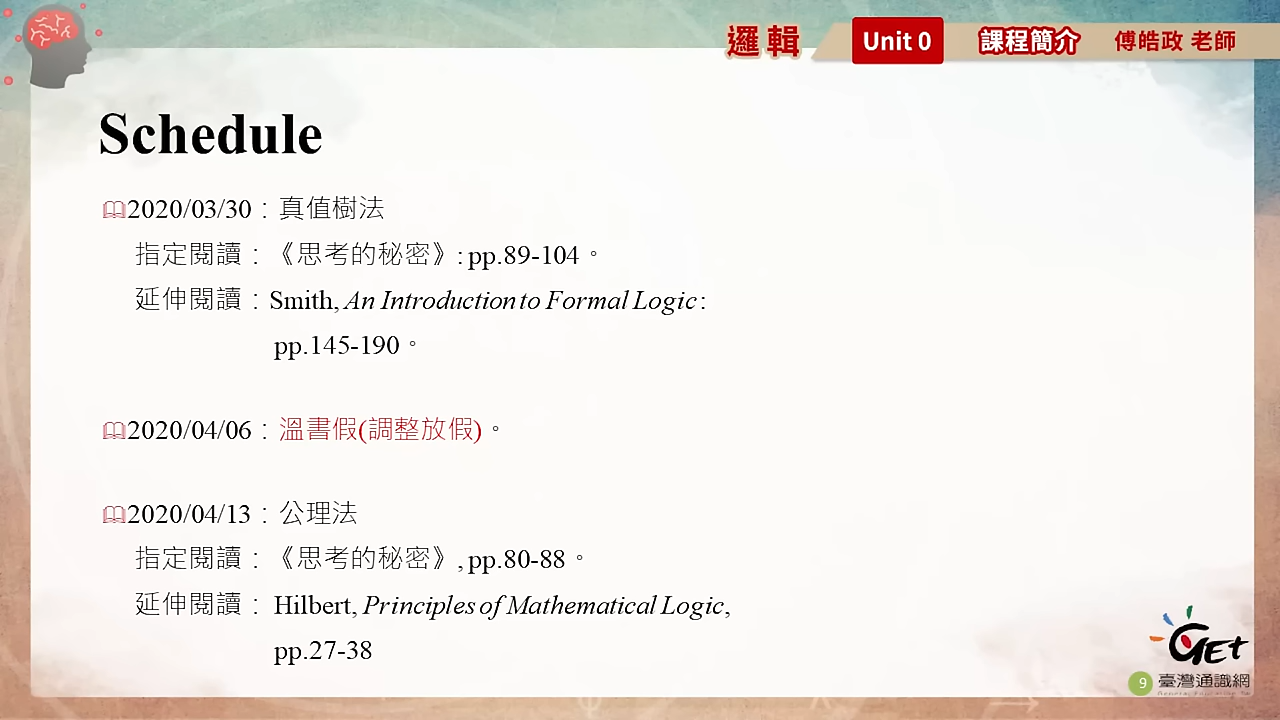 邏輯 Unit 0 課程簡介 傅皓政 老師
Schedule
2020/03/30：真值樹法
指定閱讀：《思考的秘密》: pp.89-104。
延伸閱讀：Smith, An Introduction to Formal Logic:
pp.145-190。
2020/04/06：溫書假(調整放假)。
2020/04/13：公理法
指定閱讀：《思考的秘密》, pp.80-88。
延伸閱讀： Hilbert, Principles of Mathematical Logic,
pp.27-38
GET
9 臺灣通識網